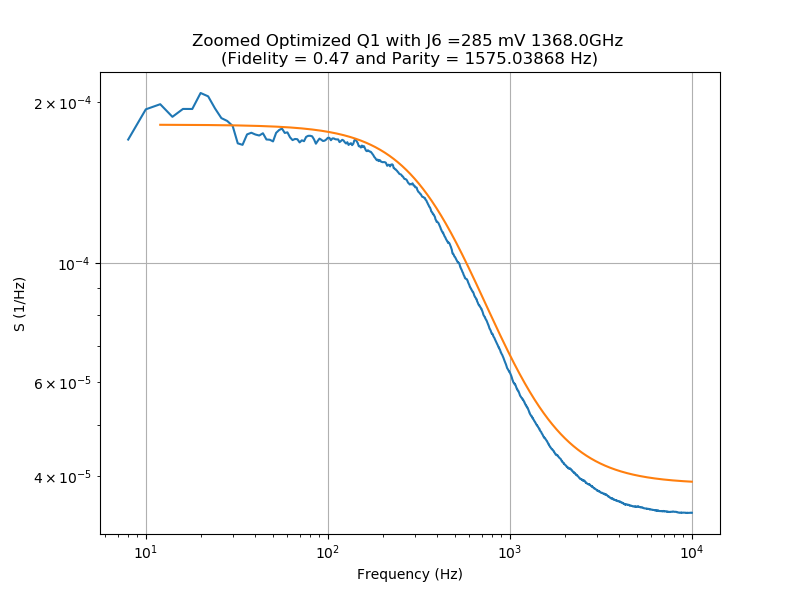 Zoomed Optimized Q1 with J6 =285 mV 1368.0GHz
(Fidelity = 0.47 and Parity = 1575.03868 Hz)
2 × 10⁻⁴
10⁻⁴
6 × 10⁻⁵
4 × 10⁻⁵
S (1/Hz)
10¹ 10² 10³ 10⁴
Frequency (Hz)